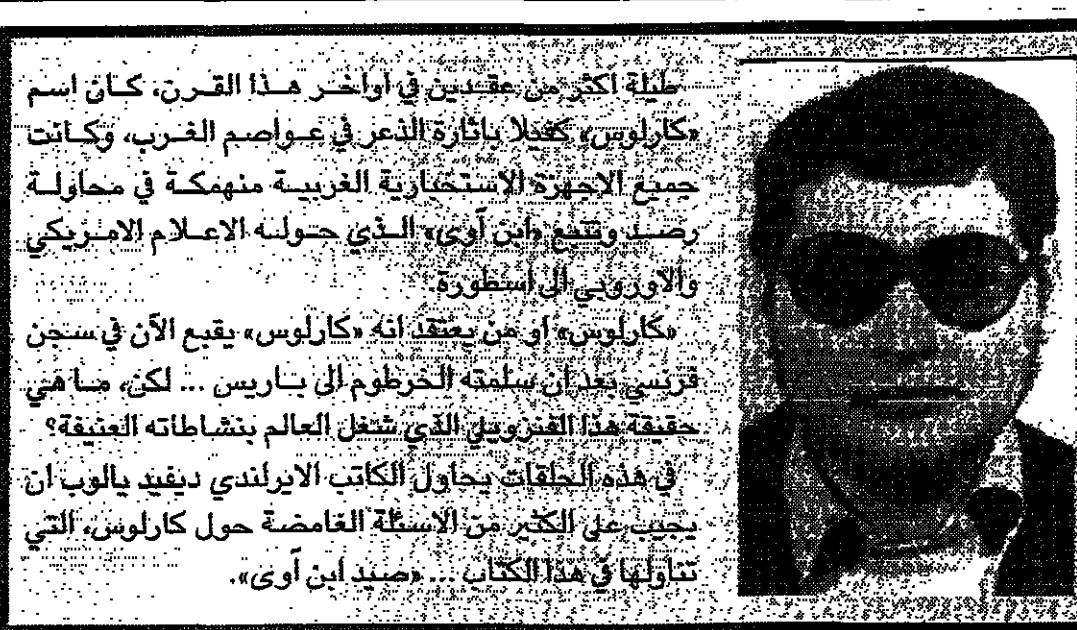 طيلة اكثر من عقدين في اواخر هذا القرن، كان اسم
«كارلوس» كفيلا باثارة الذعر في عواصم الغرب، وكانت
جميع الاجهزة الاستخبارية الغربية منهمكة في محاولة
رصد وتتبع «ابن آوى» الذي حوله الاعلام الامريكي
والاوروبي الى اسطورة.
«كارلوس» او من يعتقد انه «كارلوس» يقبع الآن في سجن
فرنسي بعد ان سلمته الخرطوم الى باريس ... لكن، ما هي
حقيقة هذا الفنزويلي الذي شغل العالم بنشاطاته العنيفة؟
في هذه الحلقات يحاول الكاتب الايرلندي ديفيد يالوب ان
يجيب على الكثير من الاسئلة الغامضة حول كارلوس، التي
تناولها في هذا الكتاب ... «صيد ابن آوى».